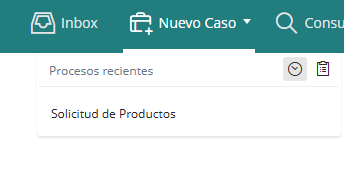 Inbox
Nuevo Caso
Consu
Procesos recientes
Solicitud de Productos